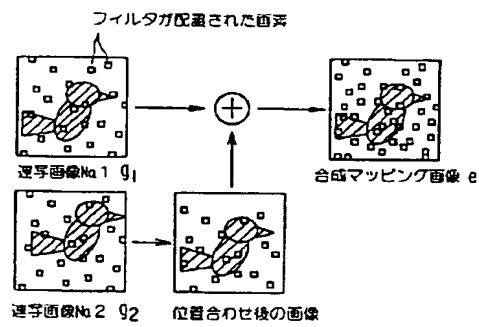 フィルタが配置された画素
速写画像No.1 g1
合成マッピング画像 e
速写画像No.2 g2
位置合わせ後の画像